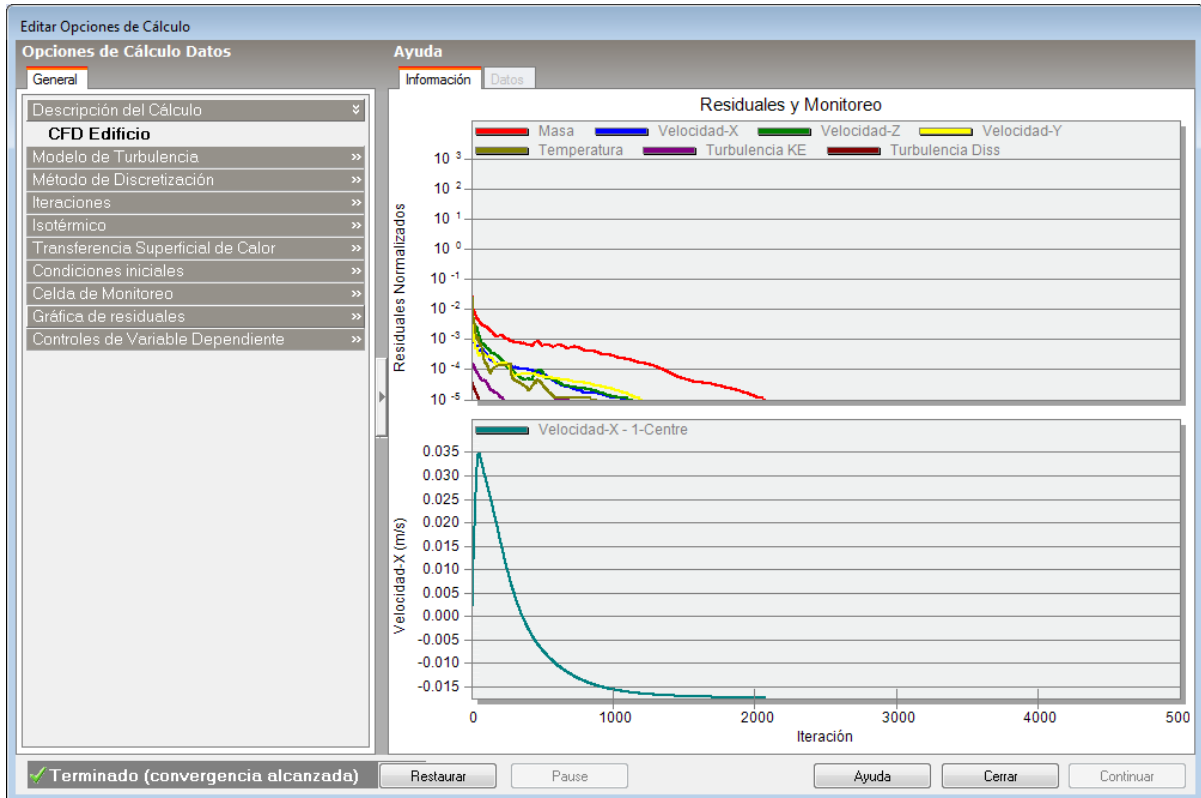 Editar Opciones de Cálculo
Opciones de Cálculo Datos
General
Descripción del Cálculo
CFD Edificio
Modelo de Turbulencia
Método de Discretización
Iteraciones
Isotérmico
Transferencia Superficial de Calor
Condiciones iniciales
Celda de Monitoreo
Gráfica de residuales
Controles de Variable Dependiente
Ayuda
Información Datos
Residuales y Monitoreo
Masa Velocidad-X Velocidad-Z Velocidad-Y
Temperatura Turbulencia KE Turbulencia Diss
Residuales Normalizados
10 3
10 2
10 1
10 0
10 -1
10 -2
10 -3
10 -4
10 -5
Velocidad-X - 1-Centre
Velocidad-X (m/s)
0.035
0.030
0.025
0.020
0.015
0.010
0.005
0.000
-0.005
-0.010
-0.015
0 1000 2000 3000 4000 500
Iteración
Terminado (convergencia alcanzada) Restaurar Pause Ayuda Cerrar Continuar